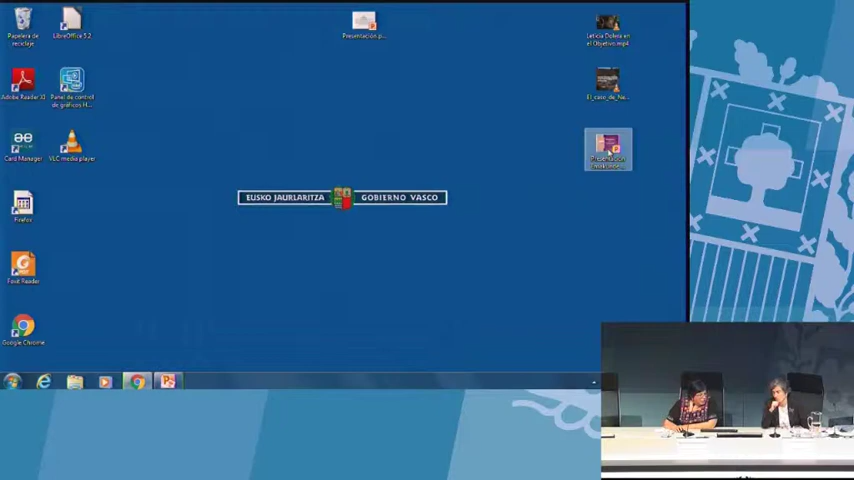 Papelera de
reciclaje
LibreOffice 5.2
Presentación p...
Leticia Dolera en
el Objetivo.mp4
Adobe Reader XI
Panel de control
de gráficos H...
El_caso_de_Ne...
Card Manager
VLC media player
Presentación
EUSKO JAURLARITZA
GOBIERNO VASCO
Firefox
Foxit Reader
Google Chrome